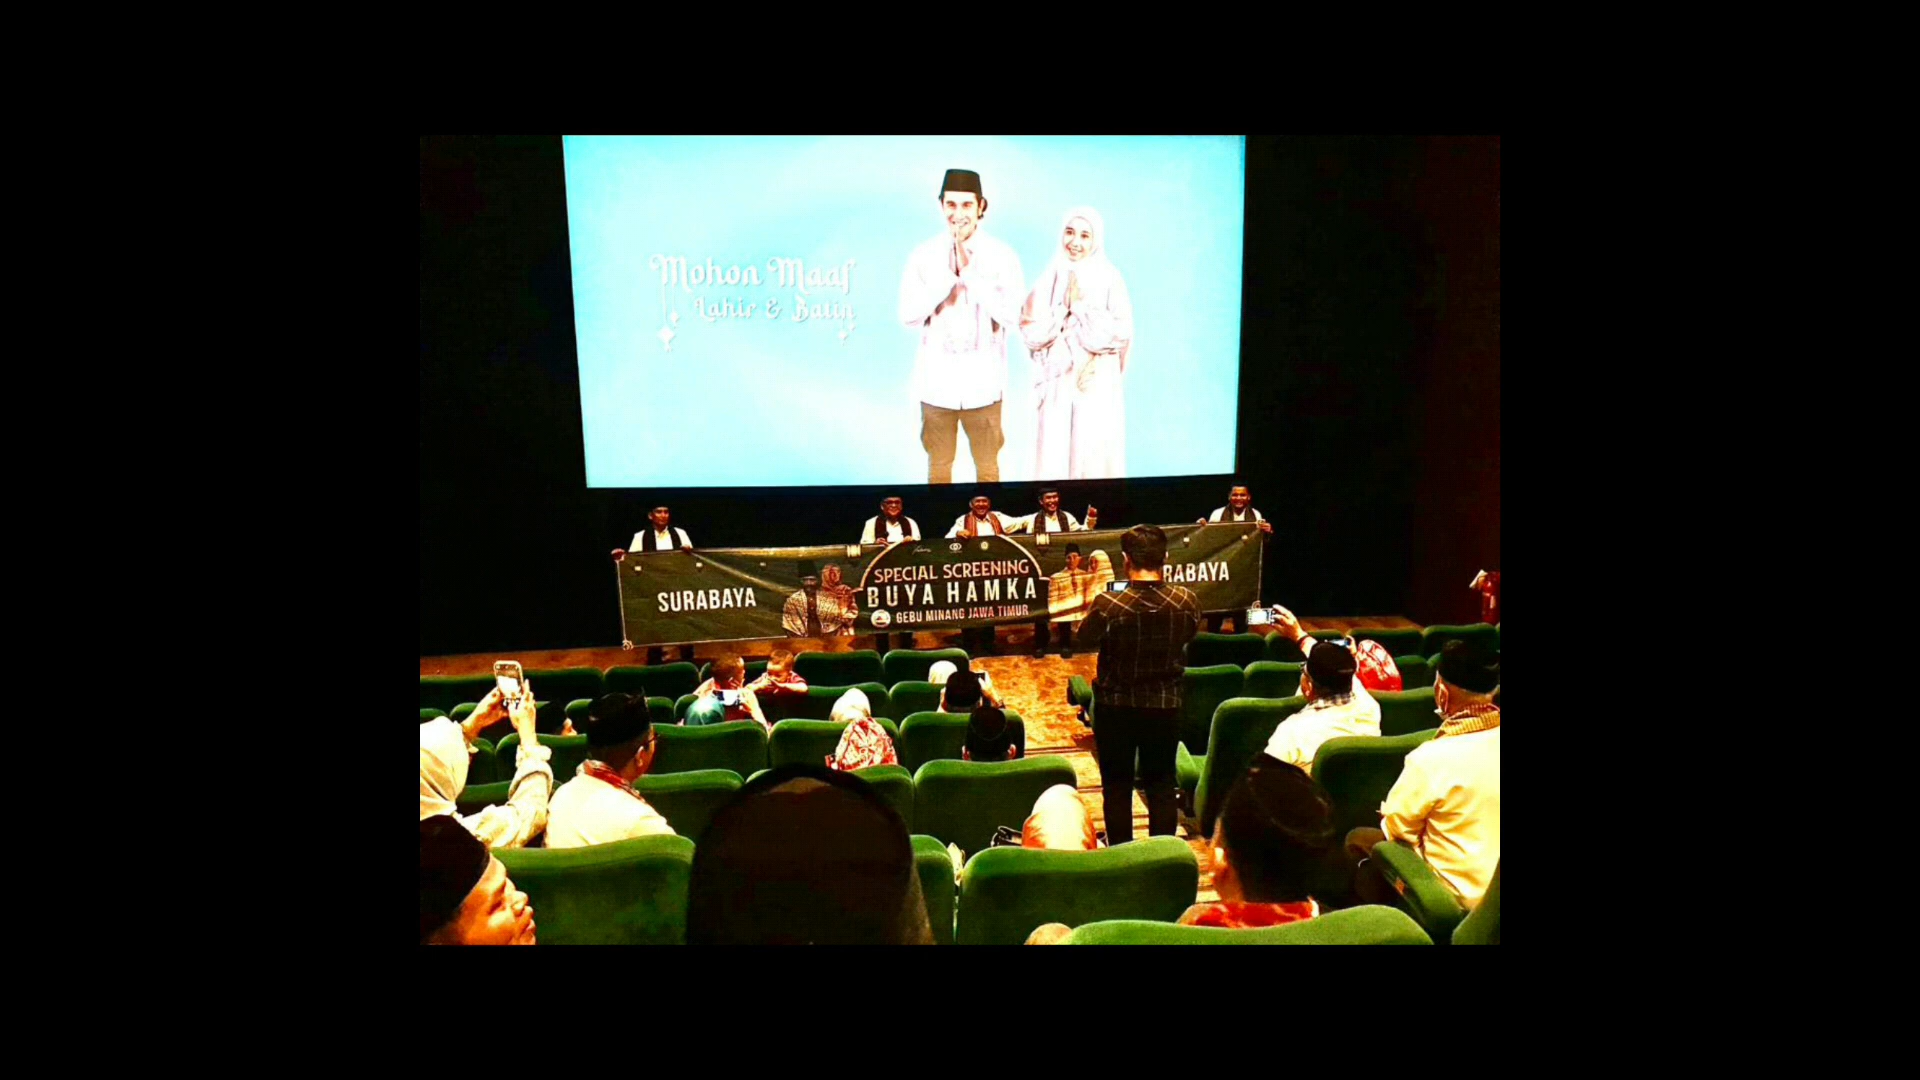 Mohon Maaf
Lahir & Batin
SPECIAL SCREENING
BUYA HAMKA
GEBU MINANG JAWA TIMUR
SURABAYA
RABAYA